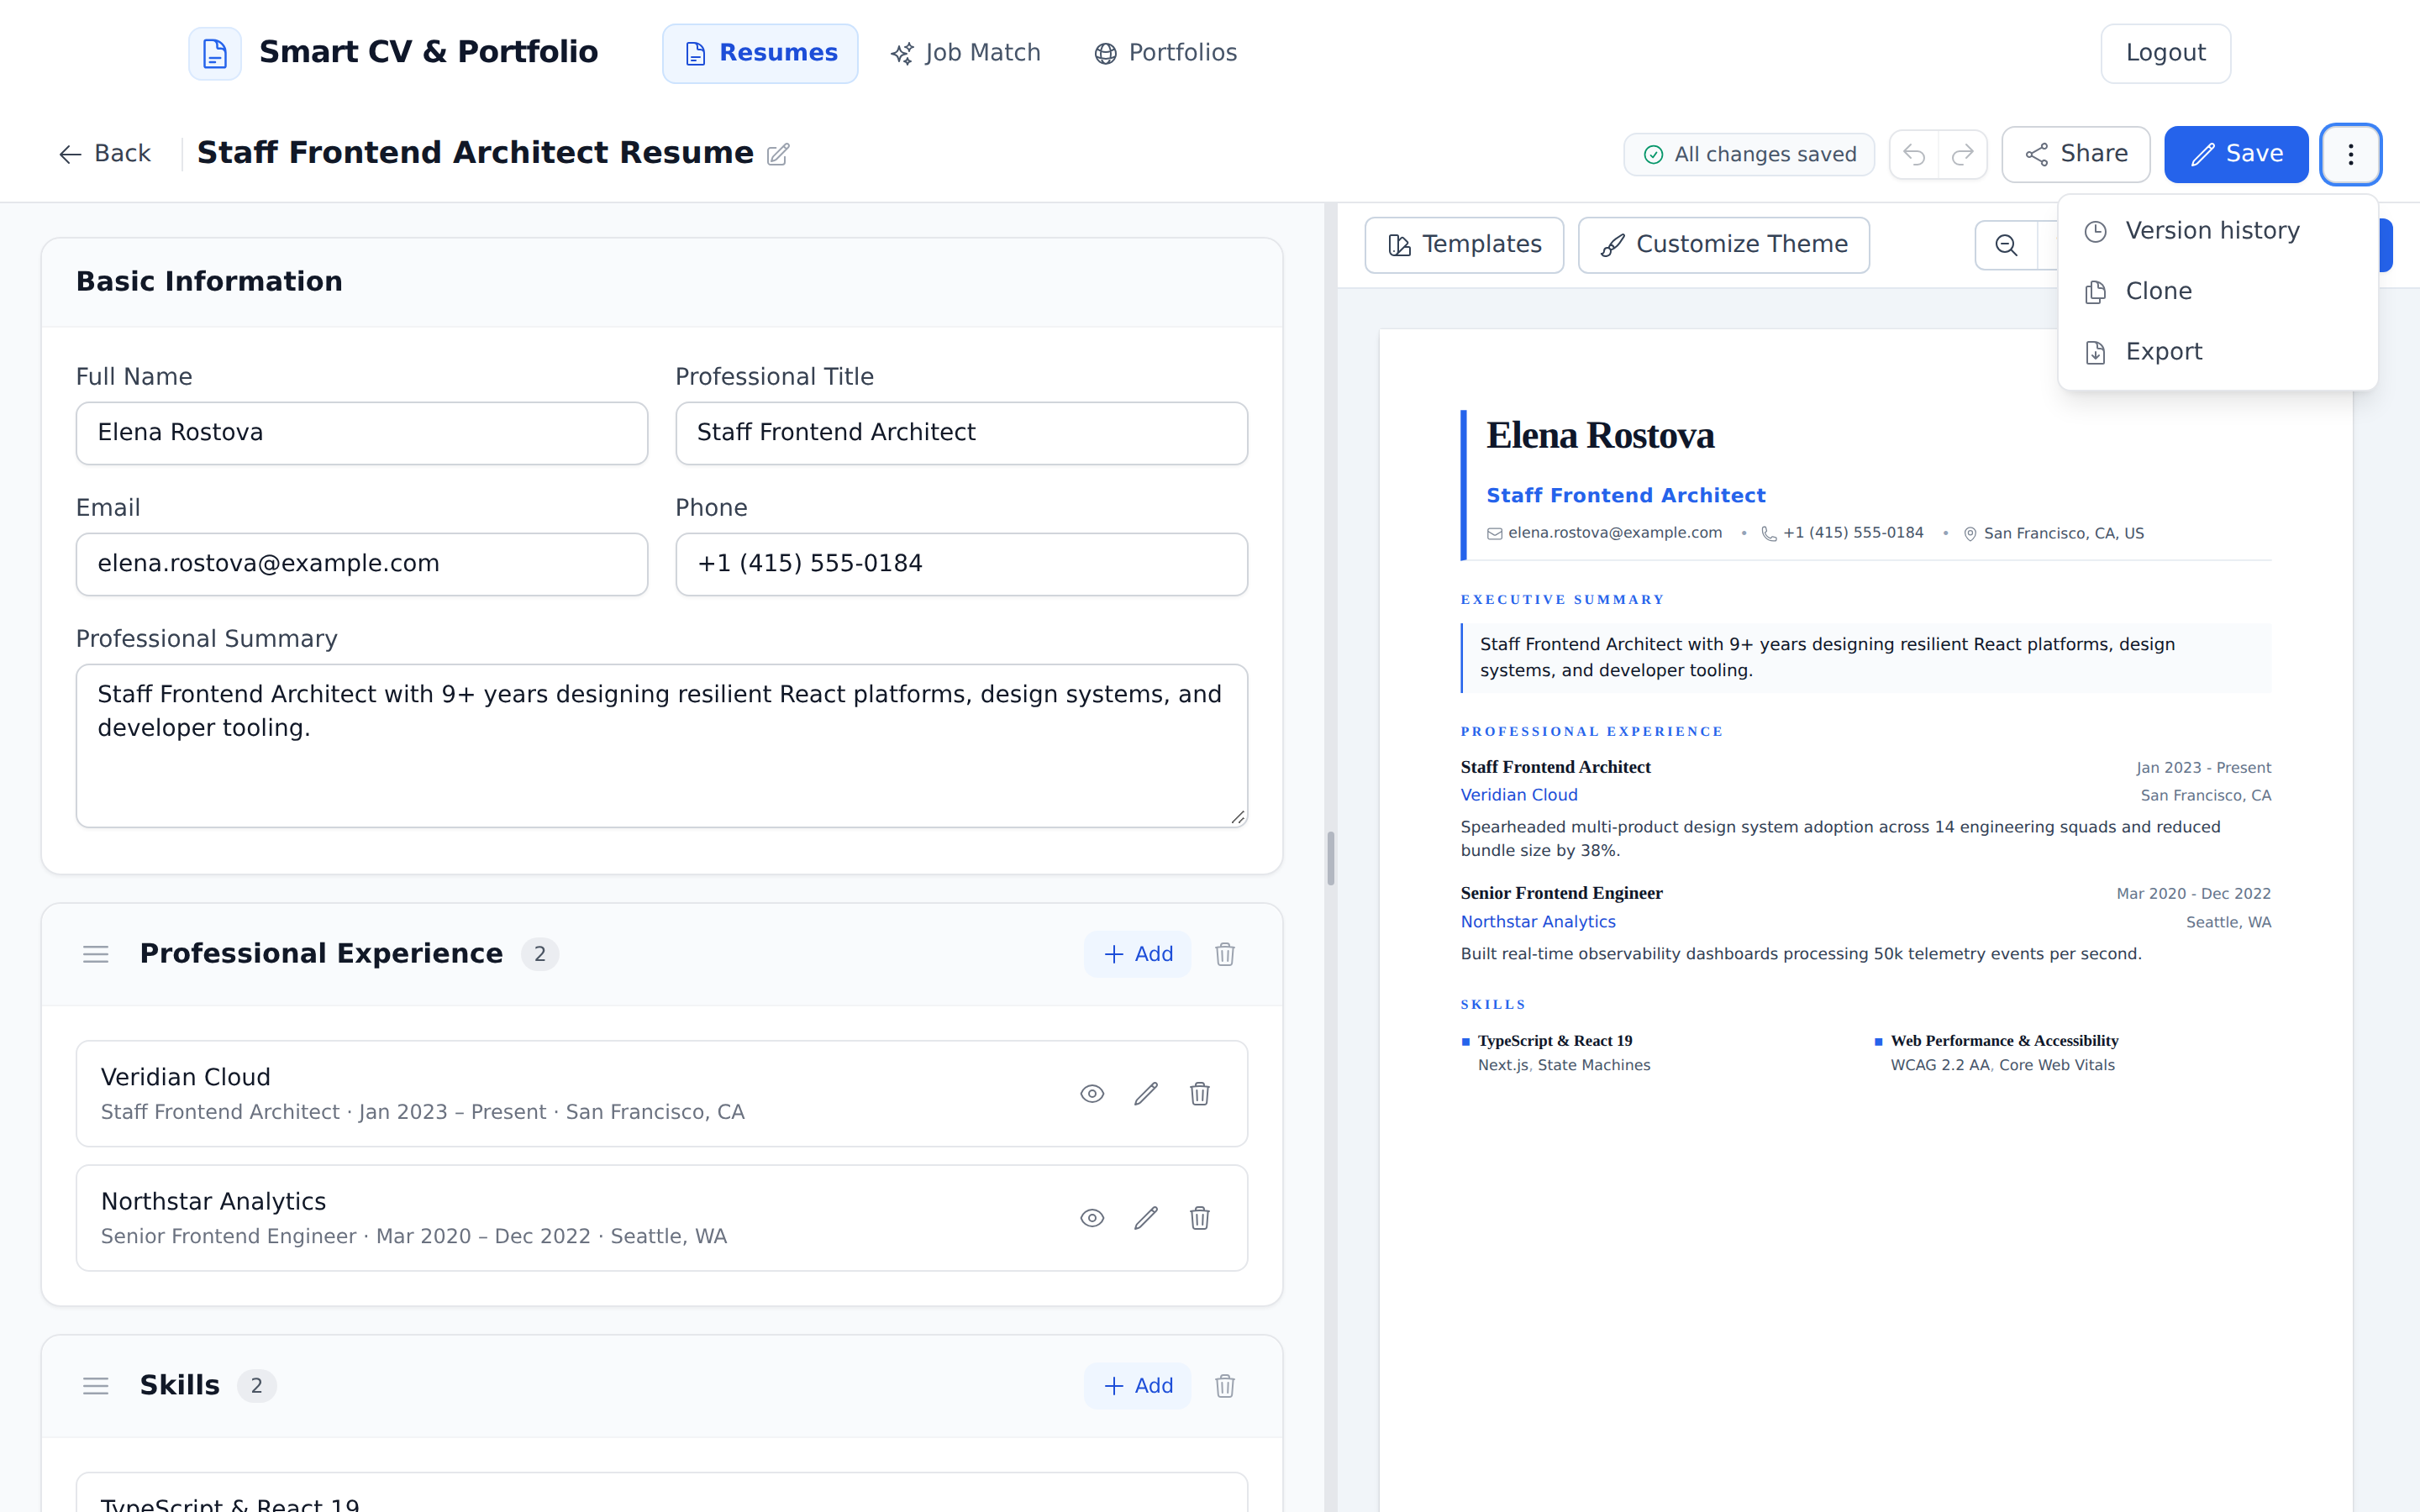 Smart CV & Portfolio
Resumes
Job Match
Portfolios
Logout
Back
Staff Frontend Architect Resume
All changes saved
Share
Save
Version history
Clone
Export
Templates
Customize Theme
Basic Information
Full Name
Professional Title
Elena Rostova
Staff Frontend Architect
Email
Phone
elena.rostova@example.com
+1 (415) 555-0184
Professional Summary
Staff Frontend Architect with 9+ years designing resilient React platforms, design systems, and
developer tooling.
Professional Experience 2
Add
Veridian Cloud
Staff Frontend Architect · Jan 2023 – Present · San Francisco, CA
Northstar Analytics
Senior Frontend Engineer · Mar 2020 – Dec 2022 · Seattle, WA
Skills 2
Add
TypeScript & React 19
Elena Rostova
Staff Frontend Architect
elena.rostova@example.com • +1 (415) 555-0184 • San Francisco, CA, US
EXECUTIVE SUMMARY
Staff Frontend Architect with 9+ years designing resilient React platforms, design
systems, and developer tooling.
PROFESSIONAL EXPERIENCE
Staff Frontend Architect
Jan 2023 - Present
Veridian Cloud
San Francisco, CA
Spearheaded multi-product design system adoption across 14 engineering squads and reduced
bundle size by 38%.
Senior Frontend Engineer
Mar 2020 - Dec 2022
Northstar Analytics
Seattle, WA
Built real-time observability dashboards processing 50k telemetry events per second.
SKILLS
TypeScript & React 19
Next.js, State Machines
Web Performance & Accessibility
WCAG 2.2 AA, Core Web Vitals